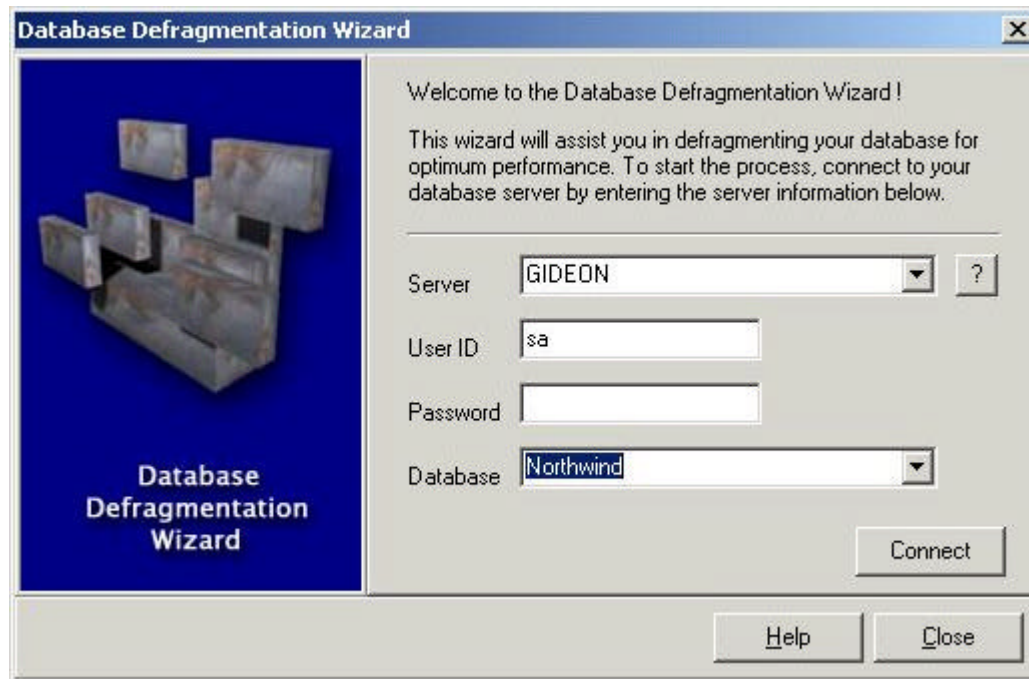 Database Defragmentation Wizard
Welcome to the Database Defragmentation Wizard !
This wizard will assist you in defragmenting your database for
optimum performance. To start the process, connect to your
database server by entering the server information below.
Server GIDEON ?
User ID sa
Password
Database Northwind
Database
Defragmentation
Wizard
Connect
Help Close